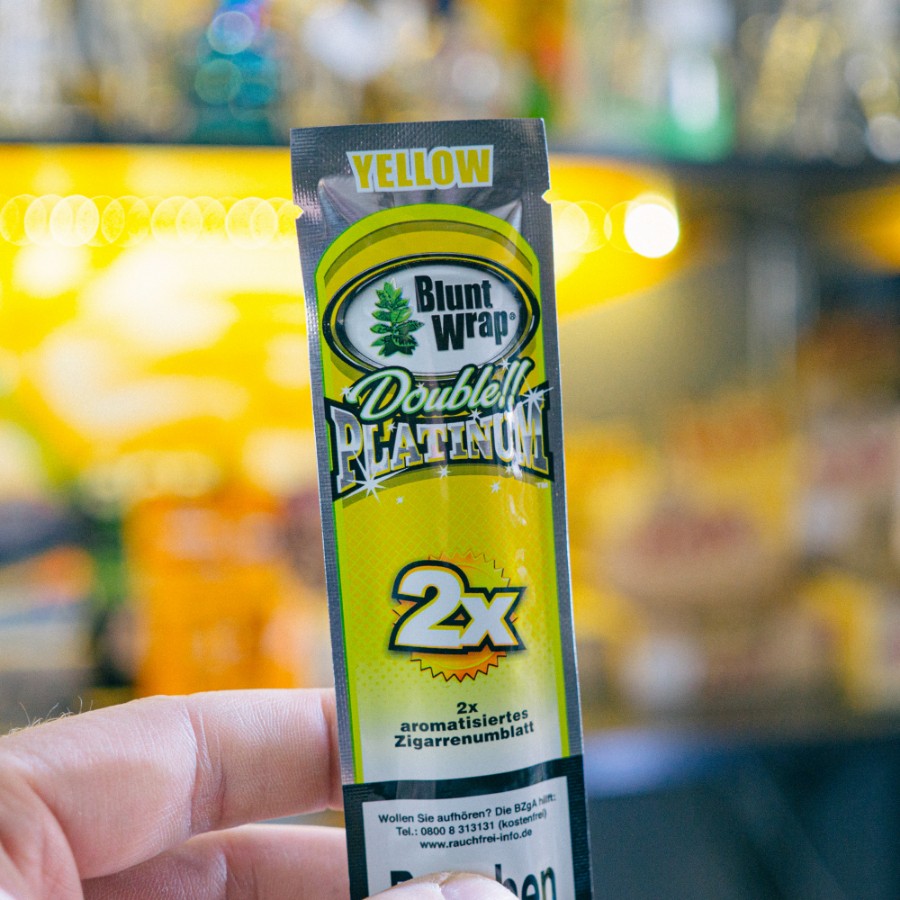 YELLOW
Blunt
Wrap®
Double!!
PLATINUM
2x
2x
aromatisiertes
Zigarrenumblatt
Wollen Sie aufhören? Die BZgA hilft:
Tel.: 0800 8 313131 (kostenfrei)
www.rauchfrei-info.de